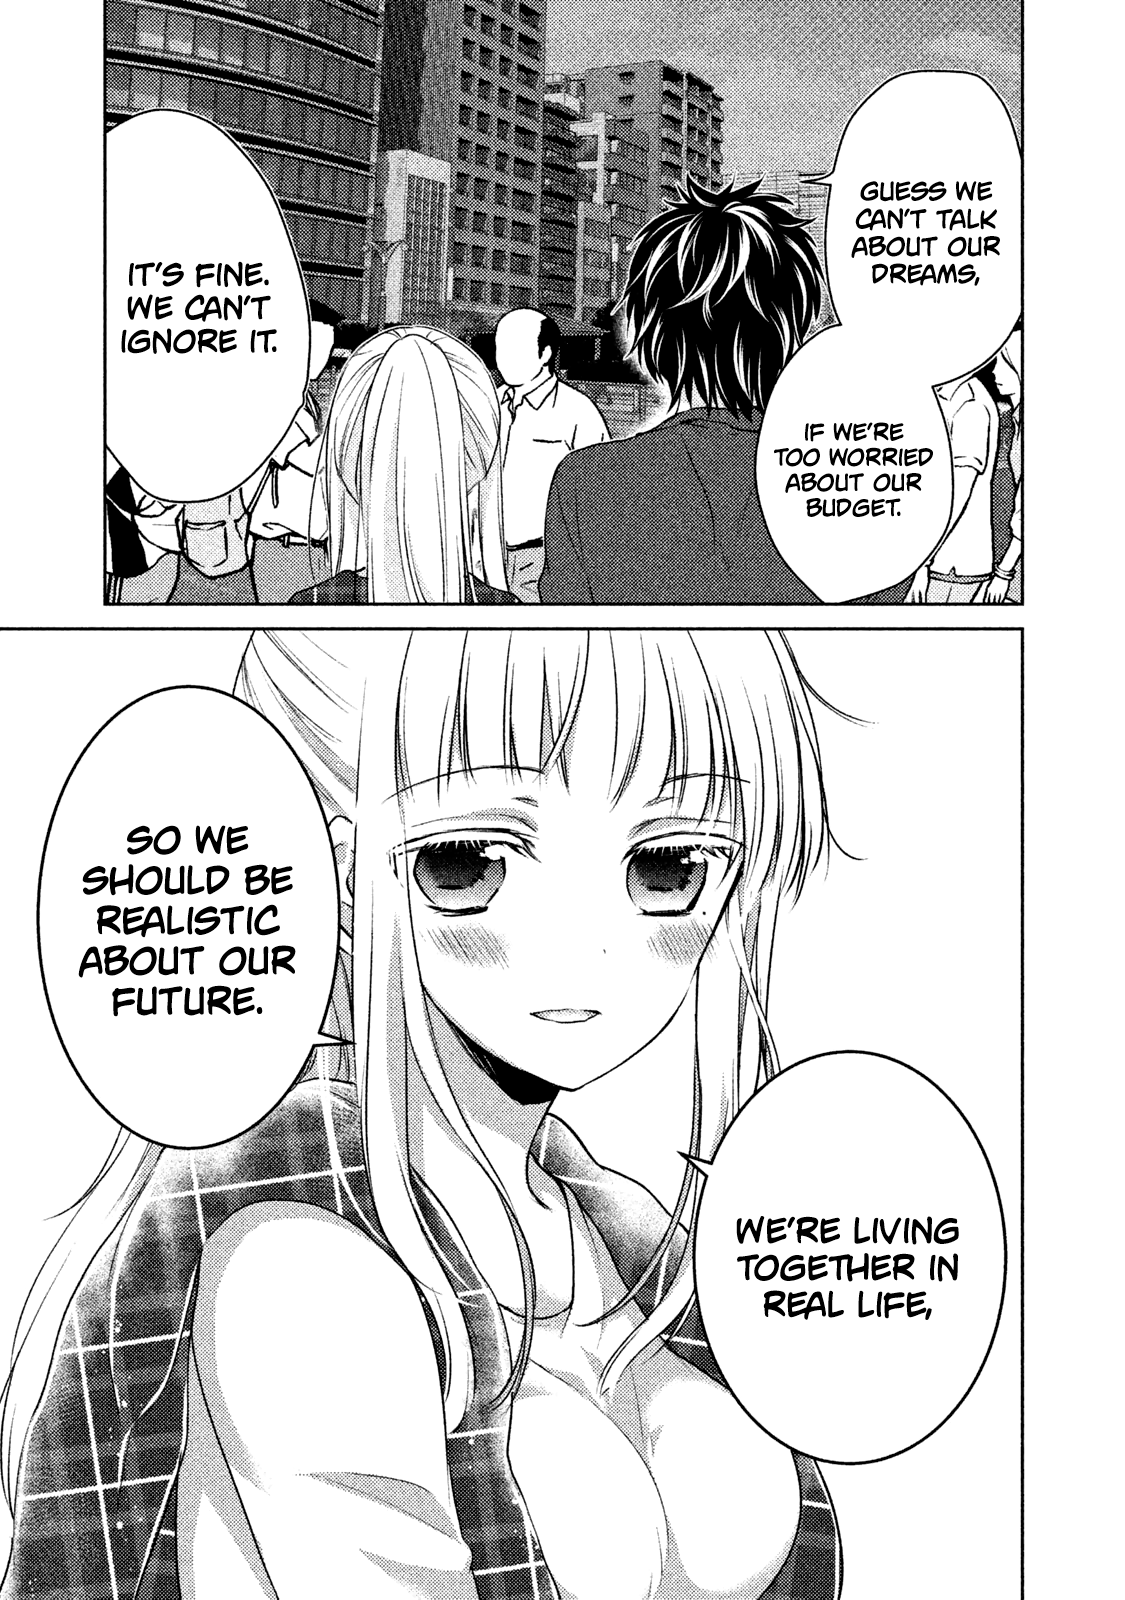 GUESS WE
CAN'T TALK
ABOUT OUR
DREAMS,
IF WE'RE
TOO WORRIED
ABOUT OUR
BUDGET.
IT'S FINE.
WE CAN'T
IGNORE IT.
WE'RE LIVING
TOGETHER IN
REAL LIFE,
SO WE
SHOULD BE
REALISTIC
ABOUT OUR
FUTURE.